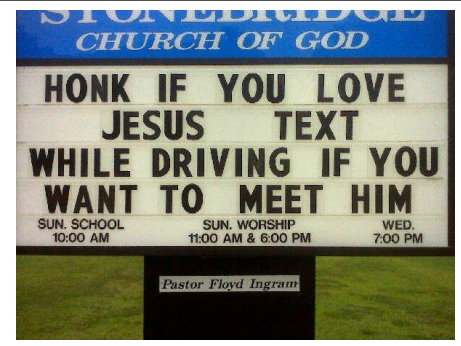 STONEBRIDGE
CHURCH OF GOD
HONK IF YOU LOVE
JESUS TEXT
WHILE DRIVING IF YOU
WANT TO MEET HIM
SUN. SCHOOL SUN. WORSHIP WED.
10:00 AM 11:00 AM & 6:00 PM 7:00 PM
Pastor Floyd Ingram